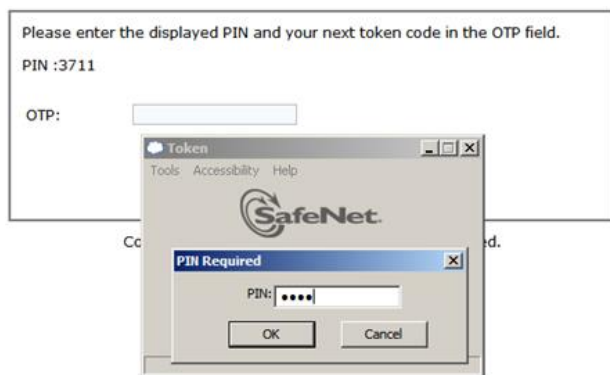 Please enter the displayed PIN and your next token code in the OTP field.
PIN :3711
OTP:
Token
Tools Accessibility Help
SafeNet.
Co
ed.
PIN Required
PIN: ••••
OK Cancel